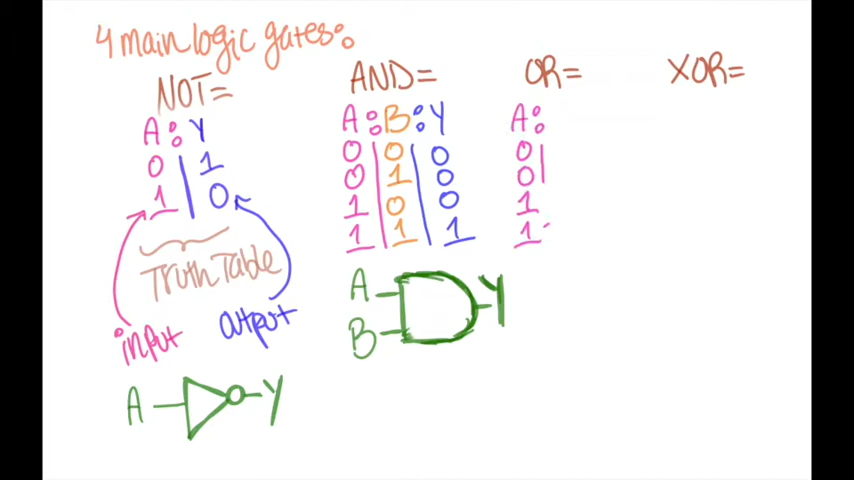 4 main logic gates:
NOT=
A: Y
0 1
1 0
Truth Table
input
output
A Y
AND=
A: B: Y
0 0 0
0 1 0
1 0 0
1 1 1
A
B
Y
OR=
A:
0
0
1
1
XOR=